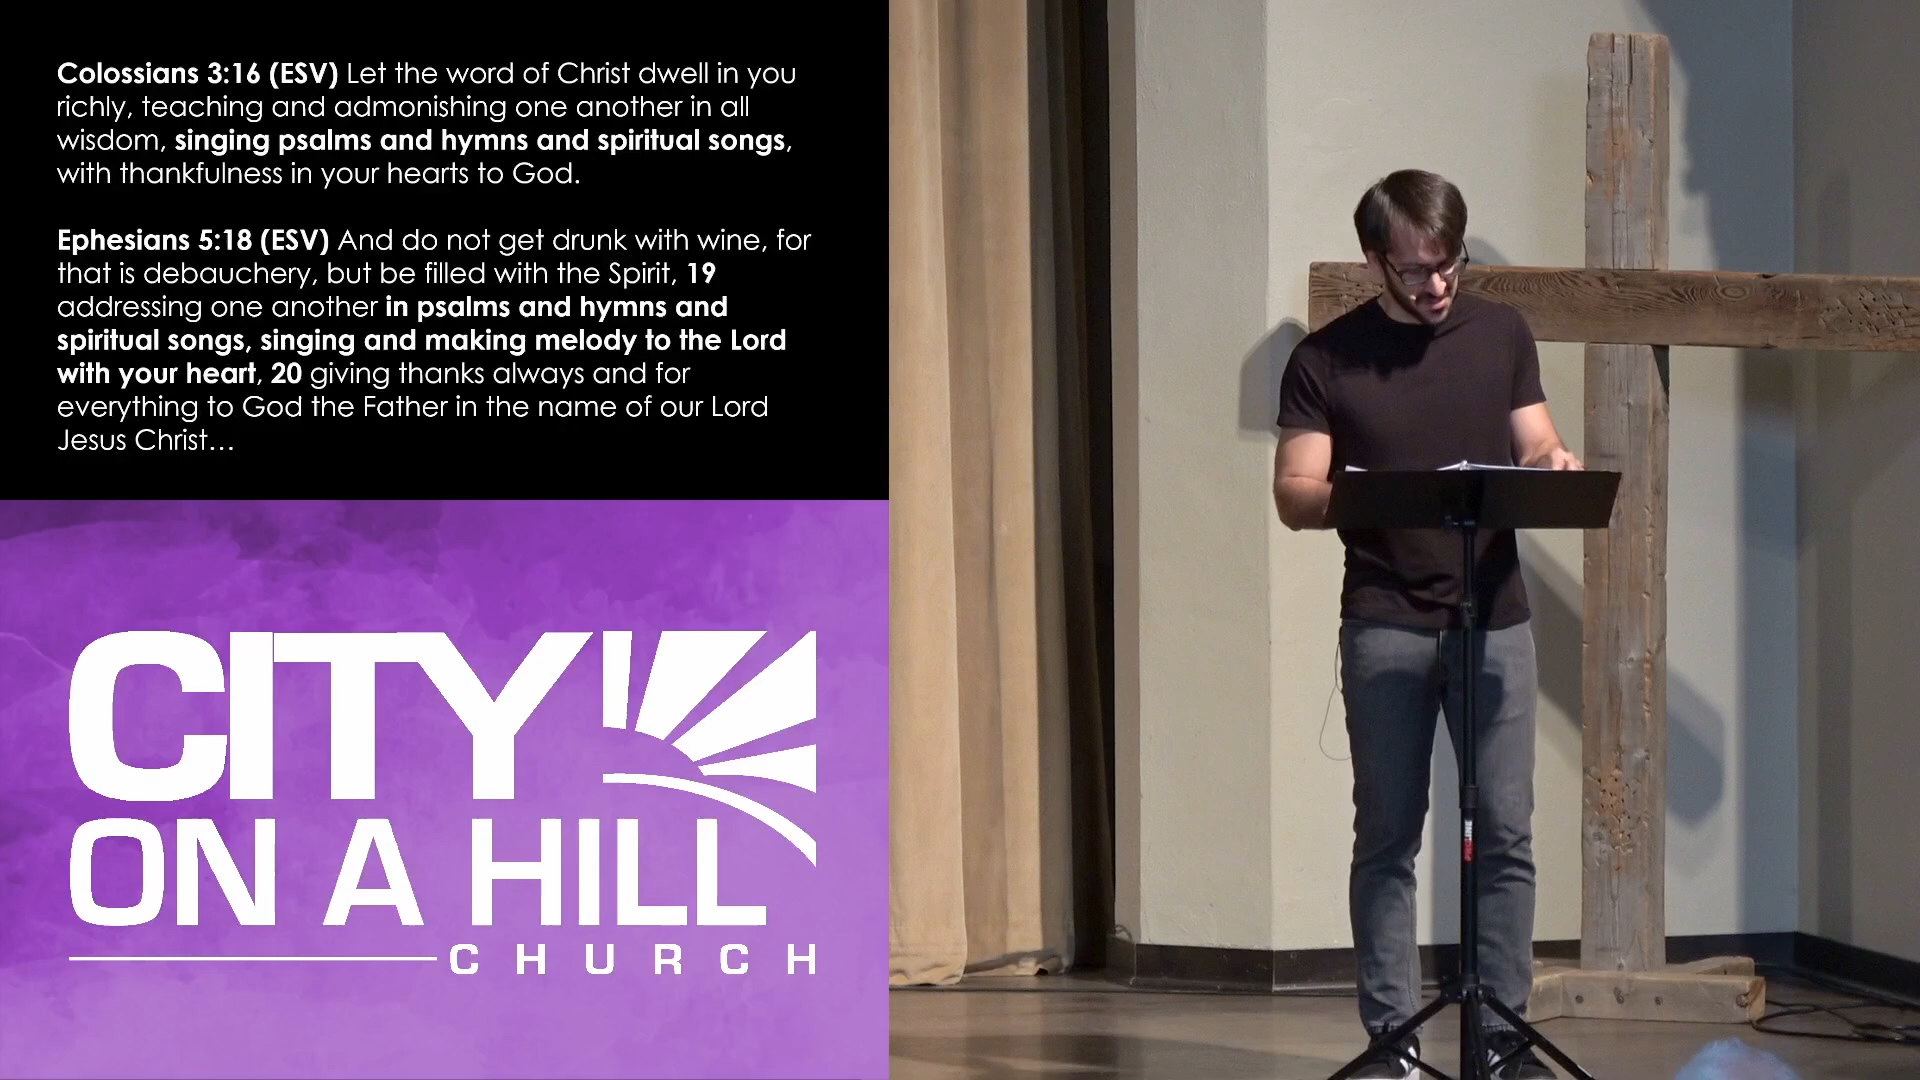 Colossians 3:16 (ESV) Let the word of Christ dwell in you
richly, teaching and admonishing one another in all
wisdom, singing psalms and hymns and spiritual songs,
with thankfulness in your hearts to God.
Ephesians 5:18 (ESV) And do not get drunk with wine, for
that is debauchery, but be filled with the Spirit, 19
addressing one another in psalms and hymns and
spiritual songs, singing and making melody to the Lord
with your heart, 20 giving thanks always and for
everything to God the Father in the name of our Lord
Jesus Christ…
CITY
ON A HILL
CHURCH